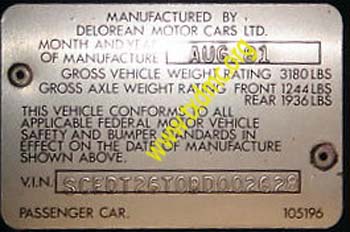 MANUFACTURED BY
DELOREAN MOTOR CARS LTD.
MONTH AND YEAR
OF MANUFACTURE AUG 81
GROSS VEHICLE WEIGHT RATING 3180 LBS
GROSS AXLE WEIGHT RATING FRONT 1244 LBS
REAR 1936 LBS
THIS VEHICLE CONFORMS TO ALL
APPLICABLE FEDERAL MOTOR VEHICLE
SAFETY AND BUMPER STANDARDS IN
EFFECT ON THE DATE OF MANUFACTURE
SHOWN ABOVE.
V.I.N.
PASSENGER CAR. 105196